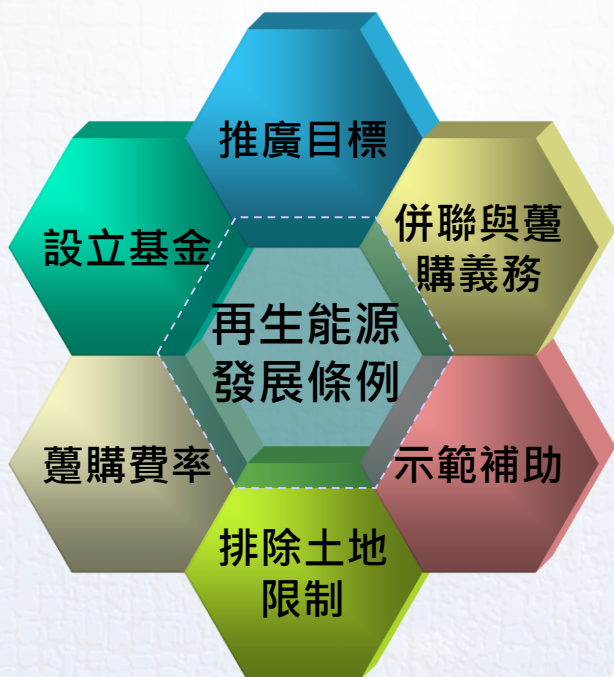 推廣目標
併聯與躉
購義務
示範補助
排除土地
限制
躉購費率
設立基金
再生能源
發展條例